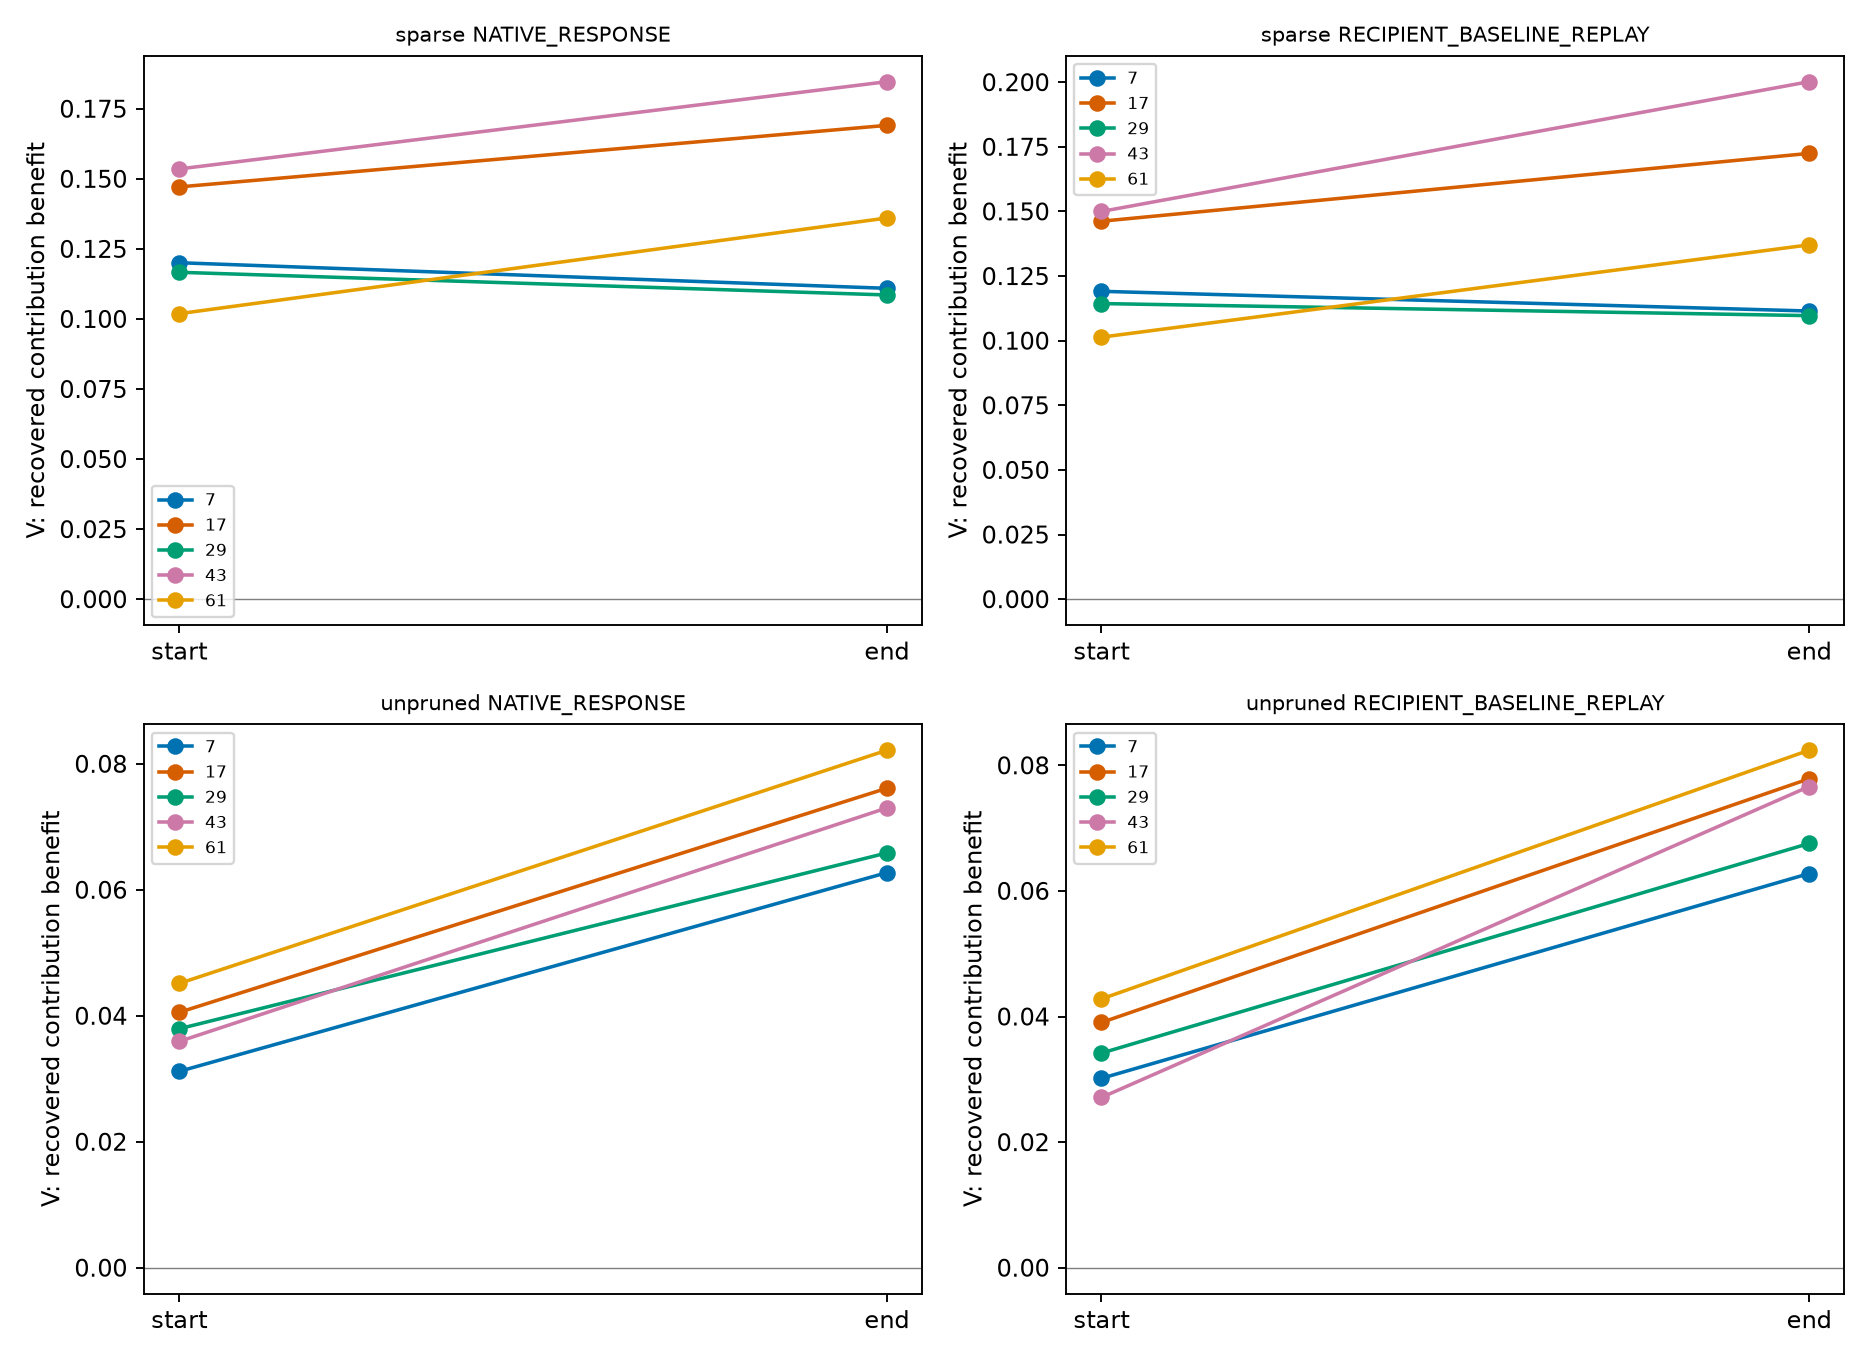 sparse NATIVE_RESPONSE
V: recovered contribution benefit
0.175
0.150
0.125
0.100
0.075
0.050
0.025
0.000
7
17
29
43
61
start
end
sparse RECIPIENT_BASELINE_REPLAY
V: recovered contribution benefit
0.200
0.175
0.150
0.125
0.100
0.075
0.050
0.025
0.000
7
17
29
43
61
start
end
unpruned NATIVE_RESPONSE
V: recovered contribution benefit
0.08
0.06
0.04
0.02
0.00
7
17
29
43
61
start
end
unpruned RECIPIENT_BASELINE_REPLAY
V: recovered contribution benefit
0.08
0.06
0.04
0.02
0.00
7
17
29
43
61
start
end